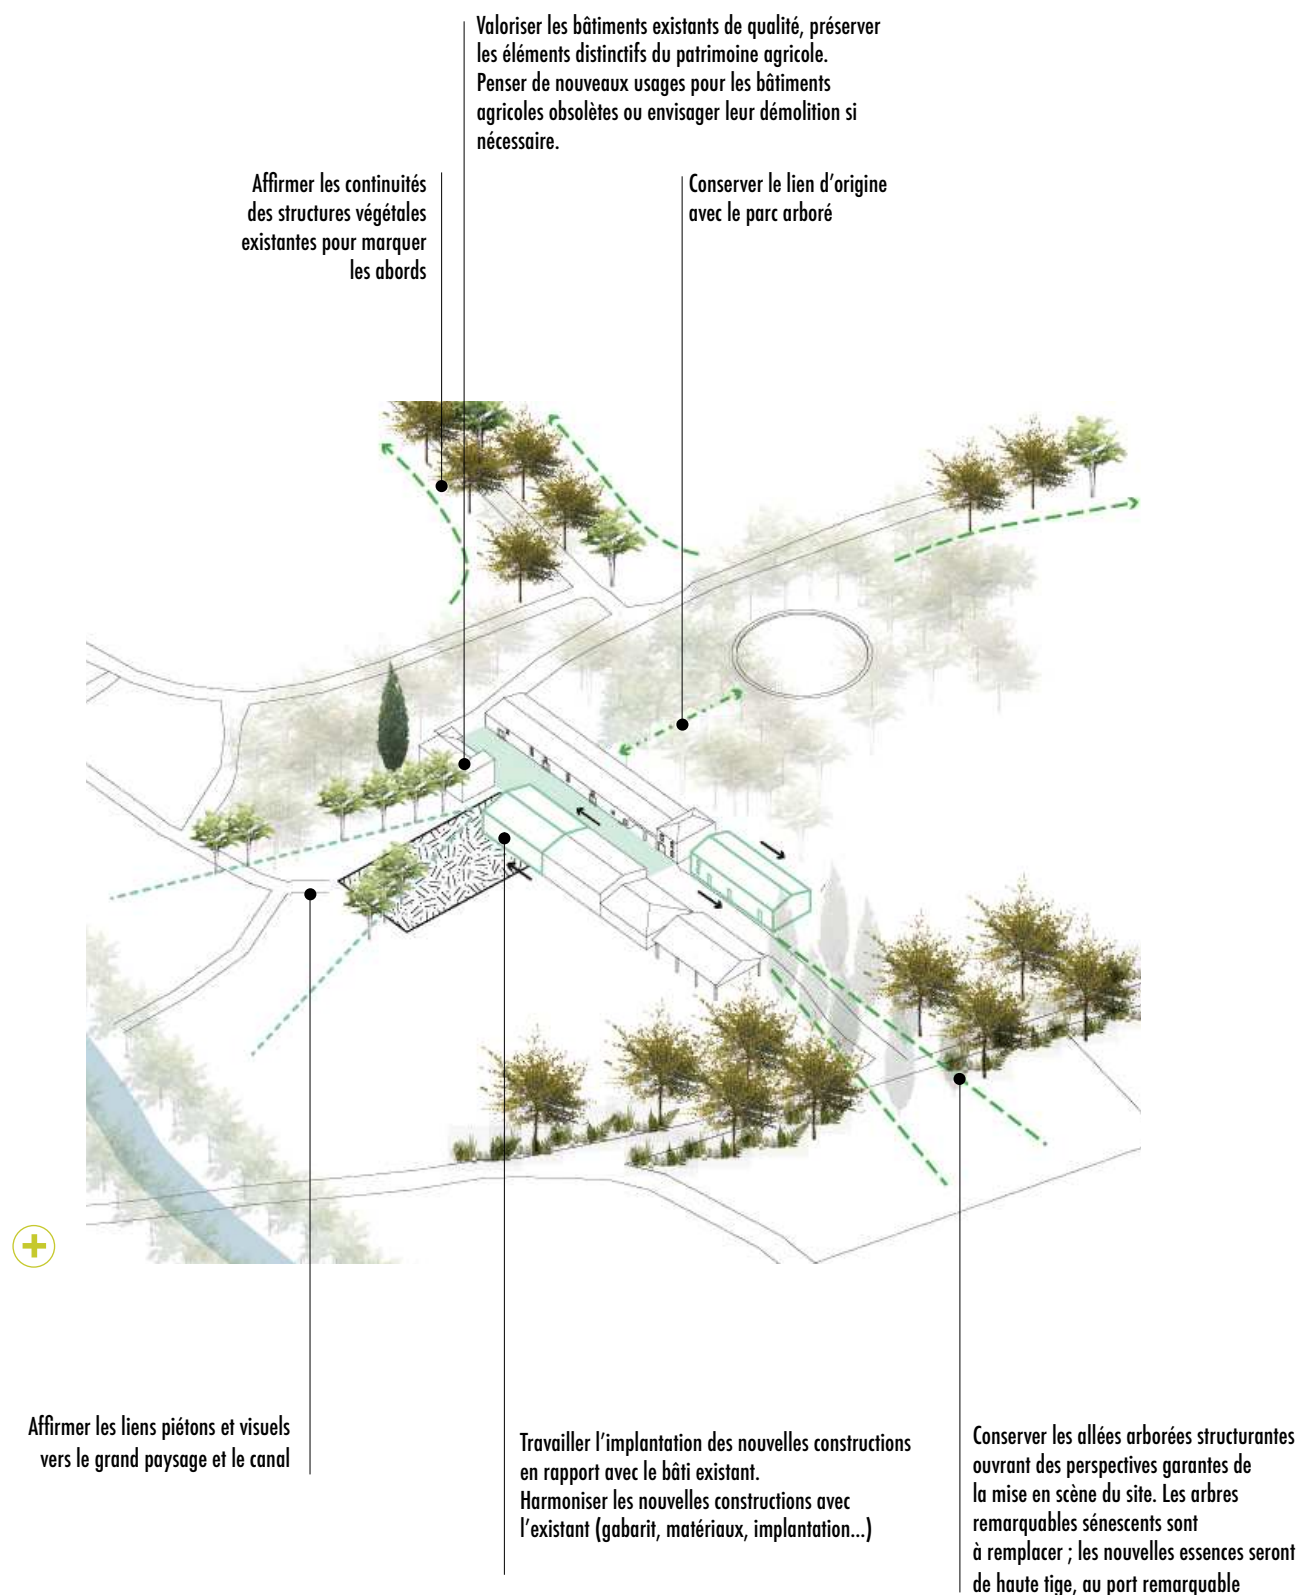 Valoriser les bâtiments existants de qualité, préserver
les éléments distinctifs du patrimoine agricole.
Penser de nouveaux usages pour les bâtiments
agricoles obsolètes ou envisager leur démolition si
nécessaire.
Affirmer les continuités
des structures végétales
existantes pour marquer
les abords
Conserver le lien d'origine
avec le parc arboré
Affirmer les liens piétons et visuels
vers le grand paysage et le canal
Travailler l'implantation des nouvelles constructions
en rapport avec le bâti existant.
Harmoniser les nouvelles constructions avec
l'existant (gabarit, matériaux, implantation...)
Conserver les allées arborées structurantes
ouvrant des perspectives garantes de
la mise en scène du site. Les arbres
remarquables sénescents sont
à remplacer ; les nouvelles essences seront
de haute tige, au port remarquable